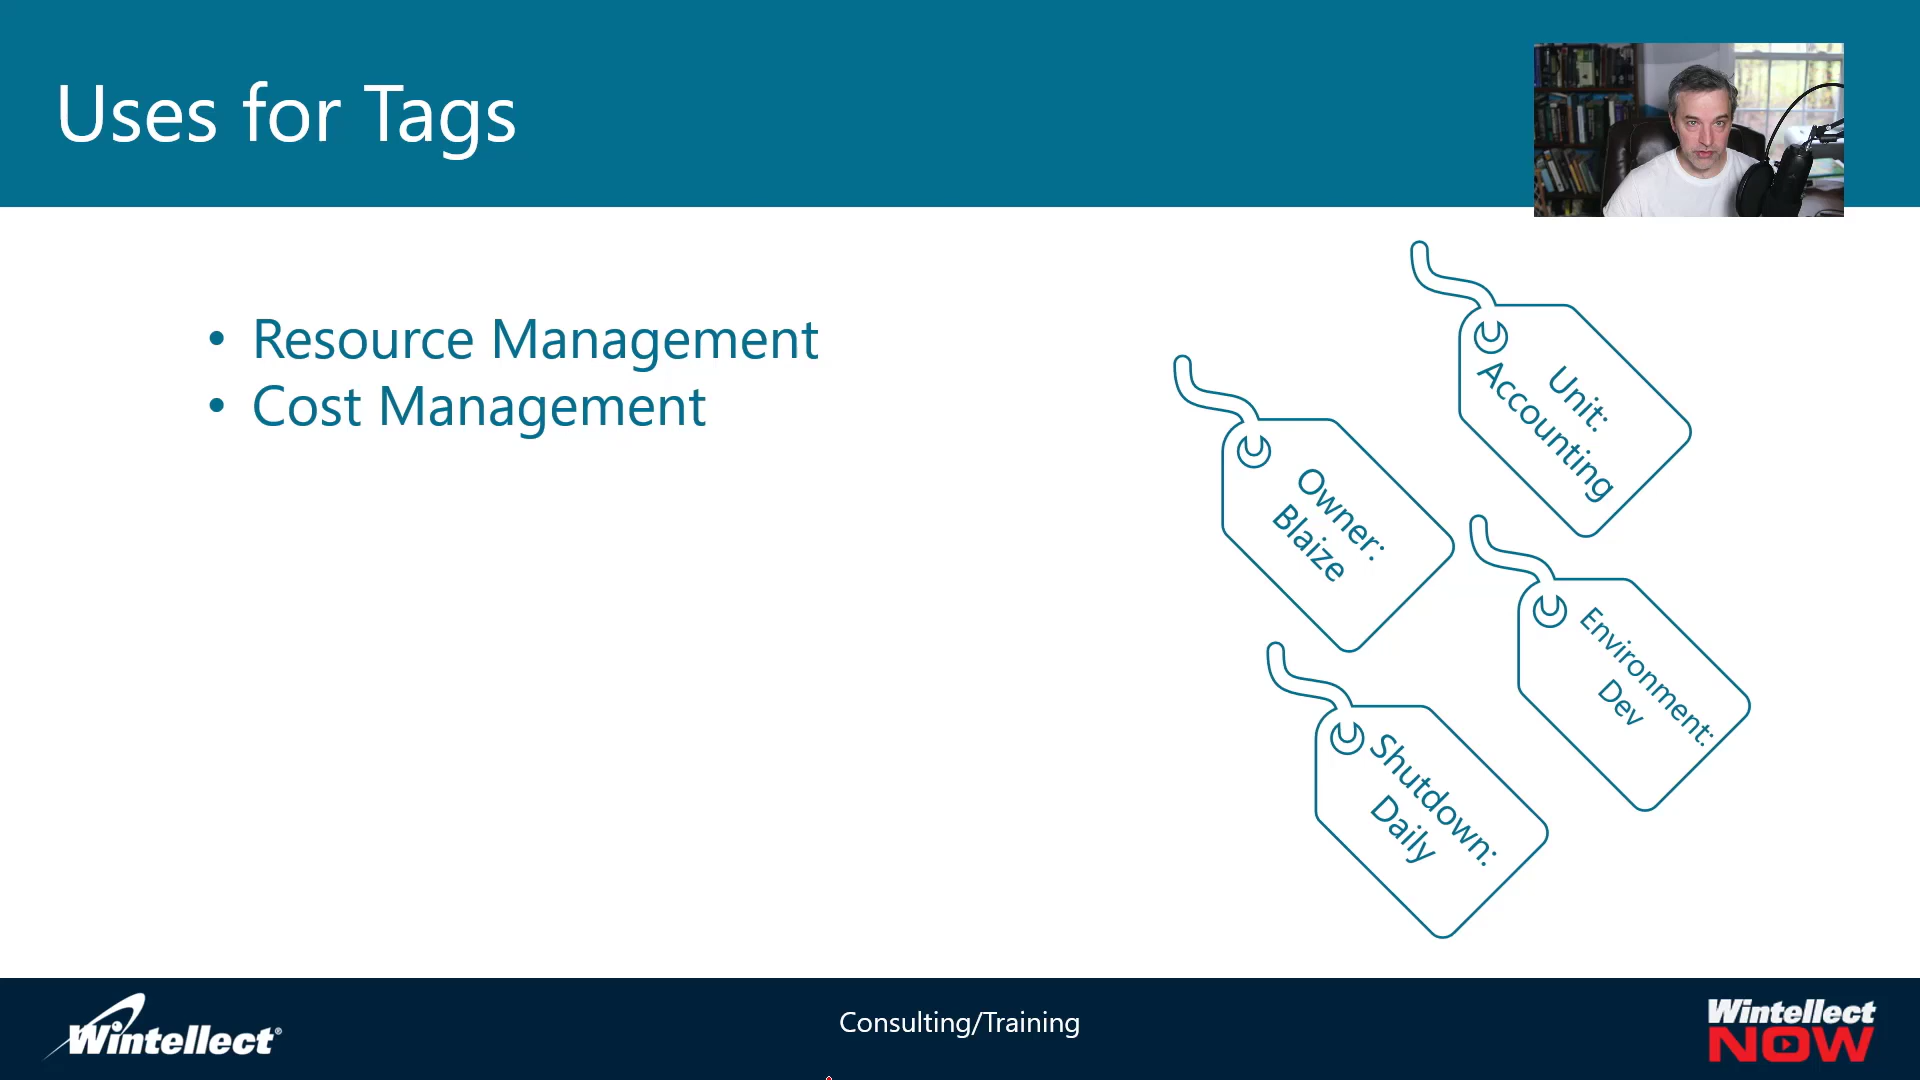 Uses for Tags
• Resource Management
• Cost Management
Unit:
Accounting
Owner:
Blaize
Environment:
Dev
Shutdown:
Daily
Wintellect®
Consulting/Training
Wintellect
NOW